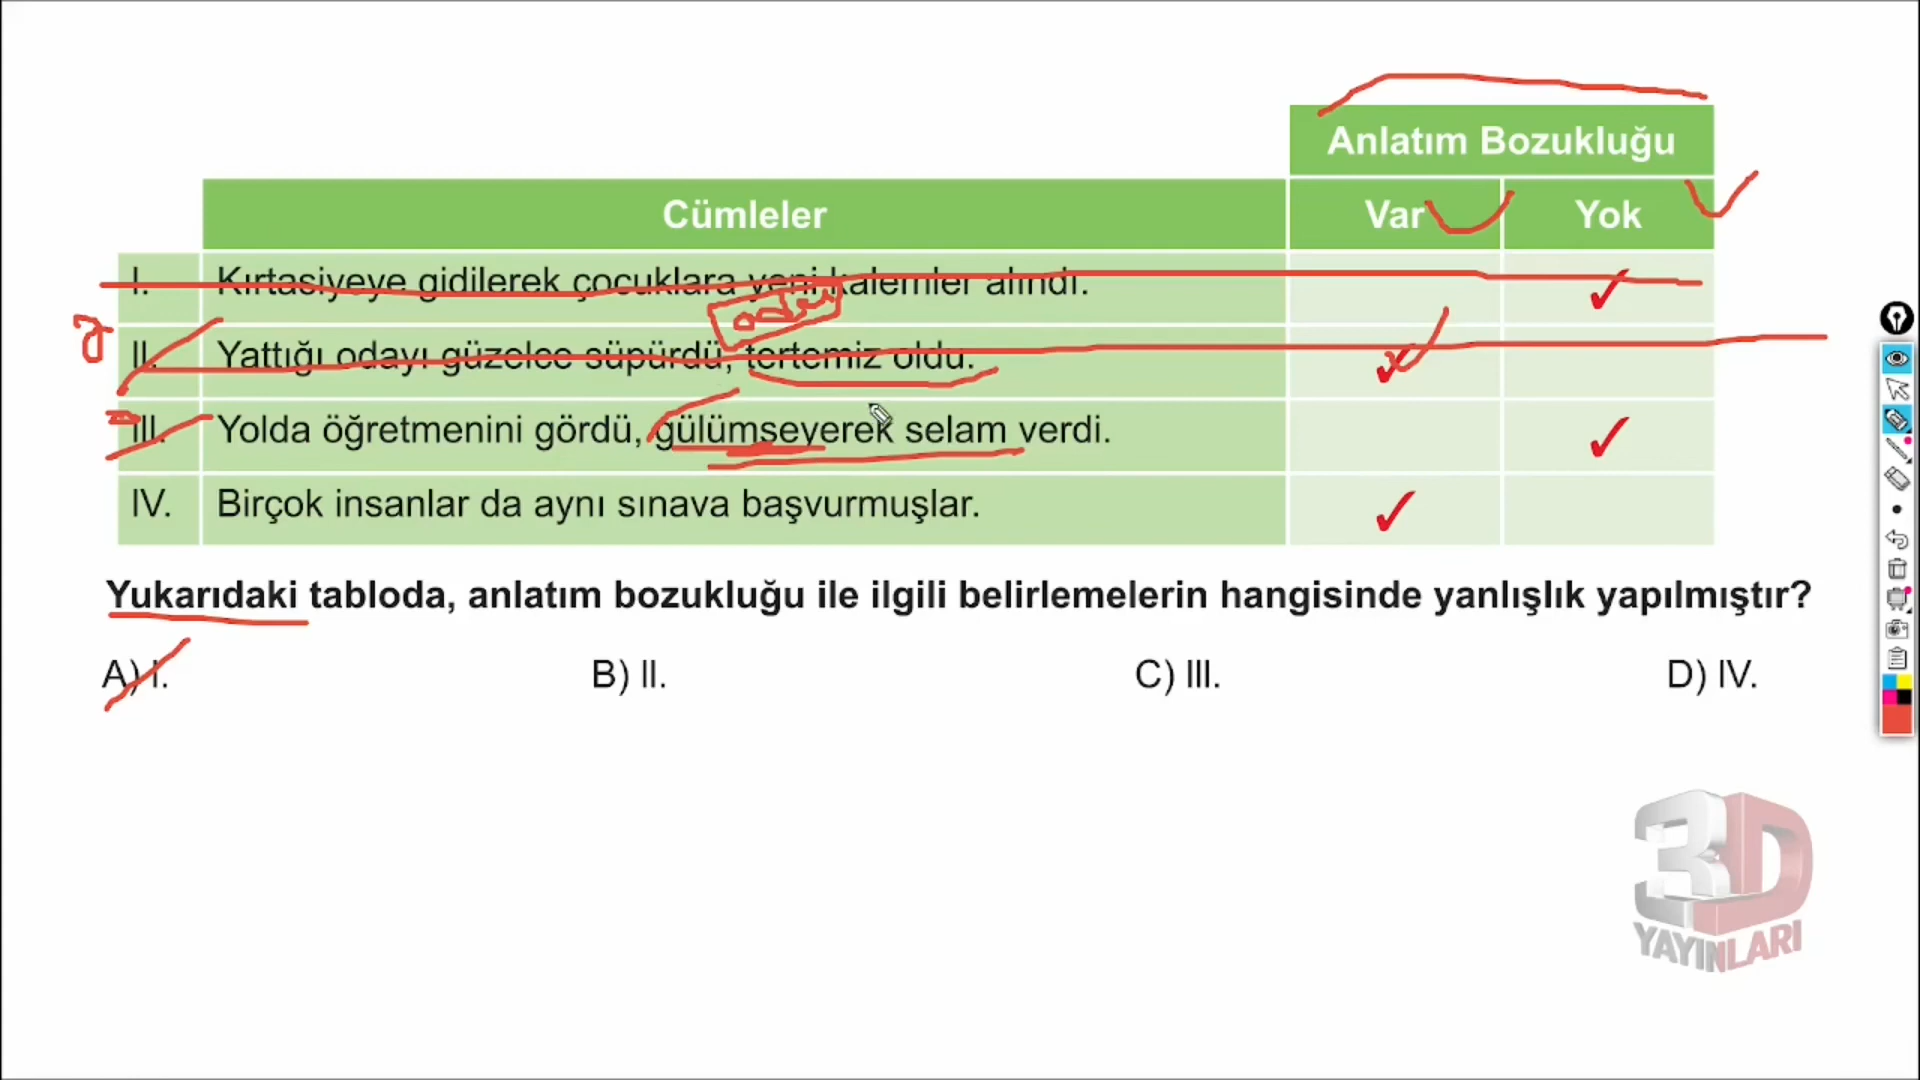 Anlatım Bozukluğu
Cümleler
Var
Yok
I.
Kırtasiyeye gidilerek çocuklara yeni kalemler alındı.
oda
II.
Yattığı odayı güzelce süpürdü, tertemiz oldu.
III.
Yolda öğretmenini gördü, gülümseyerek selam verdi.
IV.
Birçok insanlar da aynı sınava başvurmuşlar.
Yukarıdaki tabloda, anlatım bozukluğu ile ilgili belirlemelerin hangisinde yanlışlık yapılmıştır?
A) I.
B) II.
C) III.
D) IV.
3D
YAYINLARI